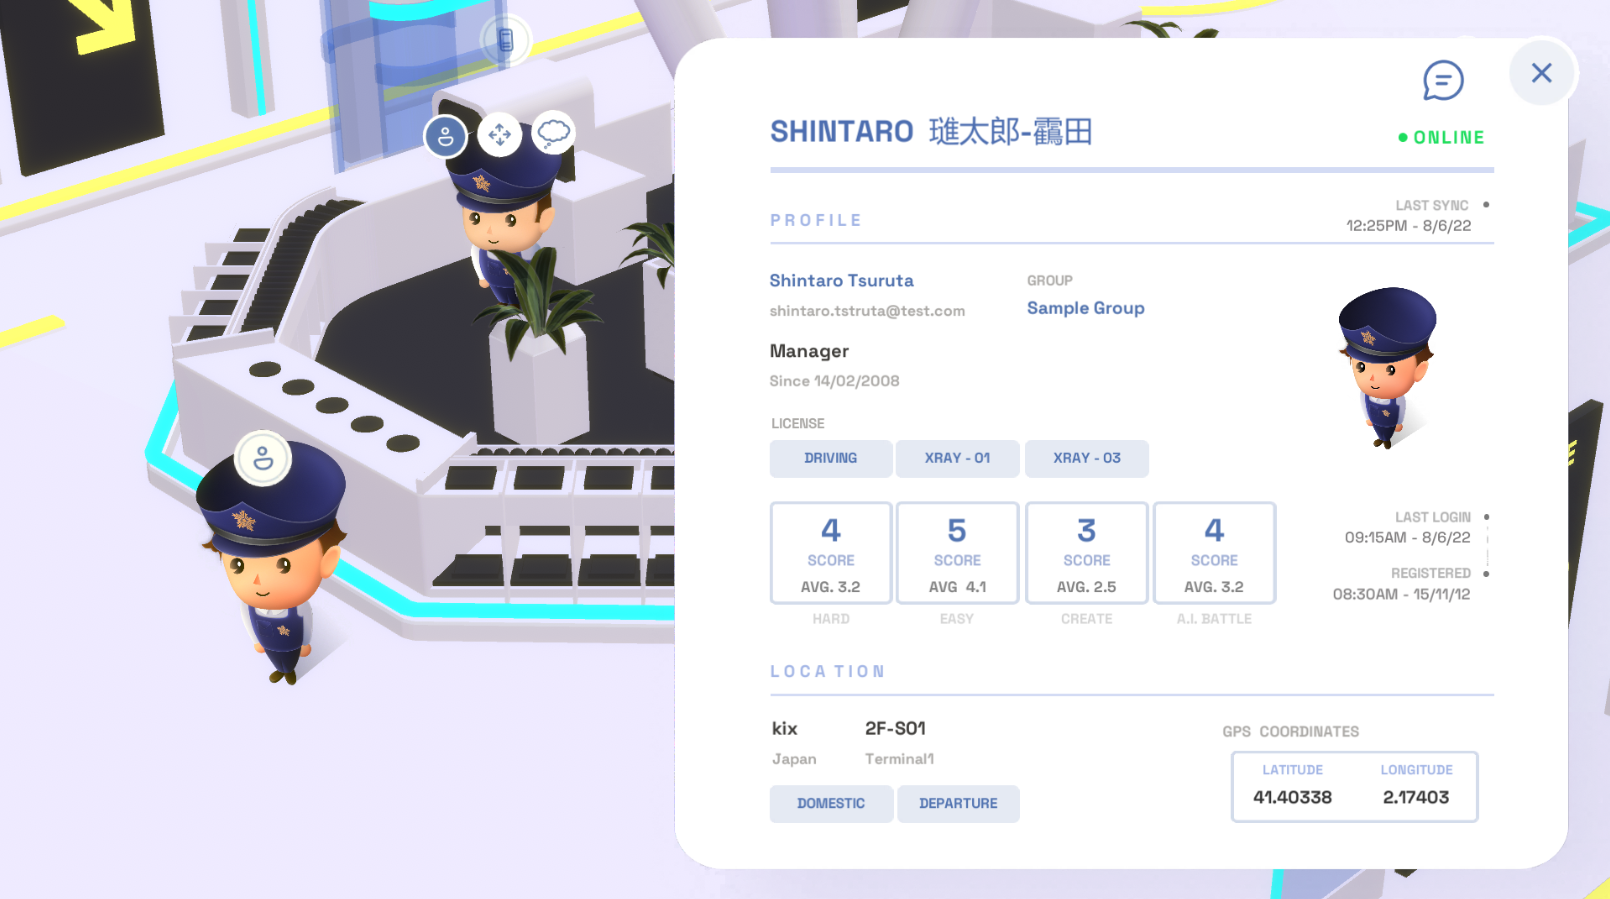 SHINTARO 璡太郎-靍田
ONLINE
PROFILE
LAST SYNC
12:25PM - 8/6/22
Shintaro Tsuruta
shintaro.tstruta@test.com
GROUP
Sample Group
Manager
Since 14/02/2008
LICENSE
DRIVING
XRAY - 01
XRAY - 03
4
SCORE
AVG. 3.2
HARD
5
SCORE
AVG 4.1
EASY
3
SCORE
AVG. 2.5
CREATE
4
SCORE
AVG. 3.2
A.I. BATTLE
LAST LOGIN
09:15AM - 8/6/22
REGISTERED
08:30AM - 15/11/12
LOCATION
kix
Japan
2F-S01
Terminal1
DOMESTIC
DEPARTURE
GPS COORDINATES
LATITUDE
41.40338
LONGITUDE
2.17403